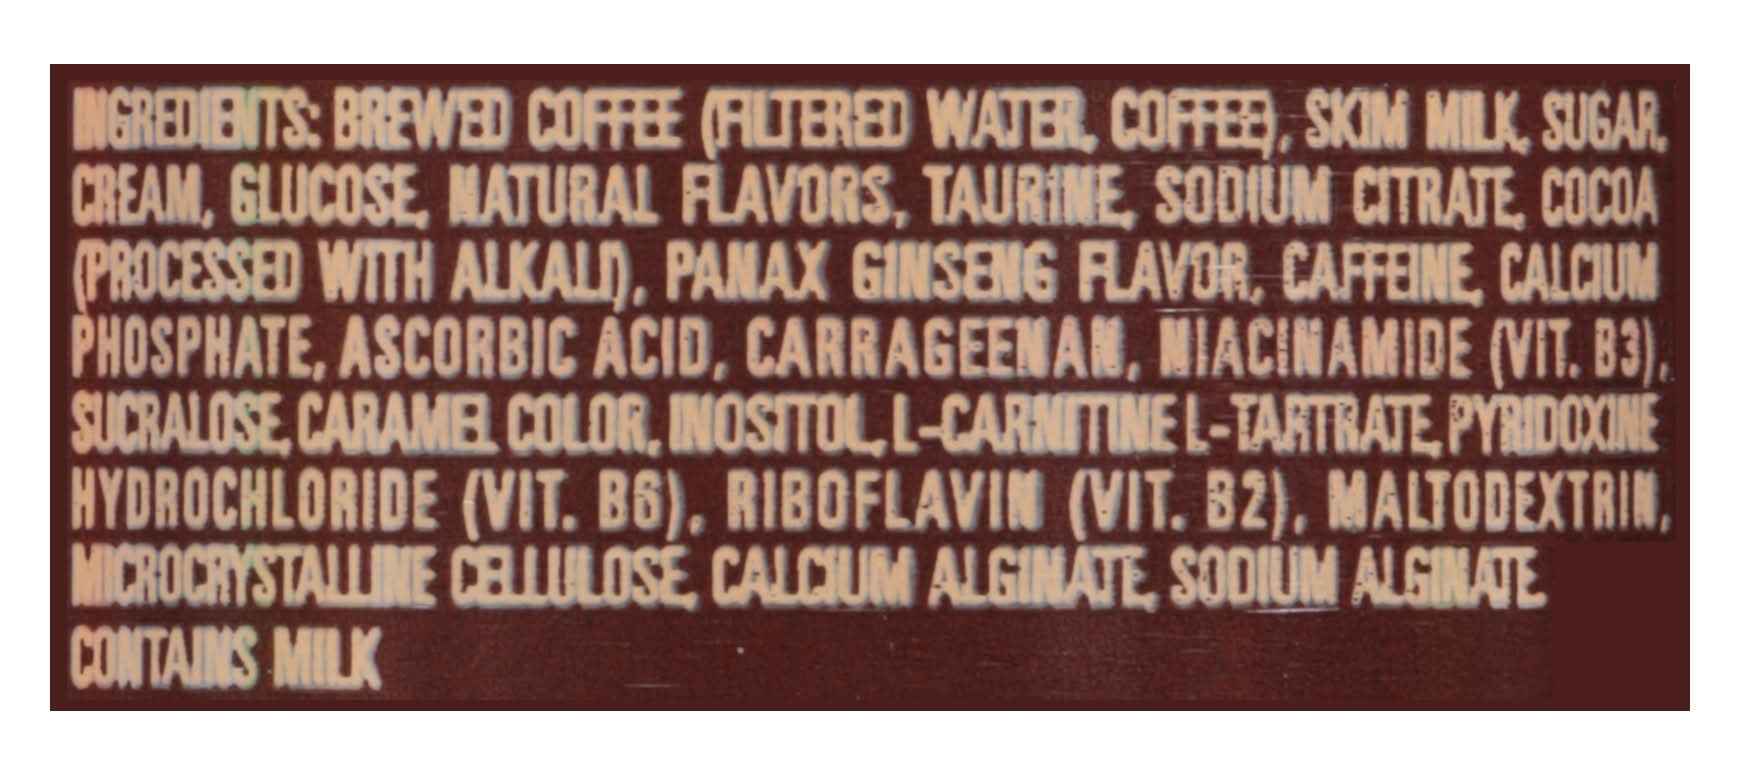 INGREDIENTS: BREWED COFFEE (FILTERED WATER, COFFEE), SKIM MILK, SUGAR,
CREAM, GLUCOSE, NATURAL FLAVORS, TAURINE, SODIUM CITRATE, COCOA
(PROCESSED WITH ALKALI), PANAX GINSENG FLAVOR, CAFFEINE, CALCIUM
PHOSPHATE, ASCORBIC ACID, CARRAGEENAN, NIACINAMIDE (VIT. B3),
SUCRALOSE, CARAMEL COLOR, INOSITOL, L-CARNITINE L-TARTRATE, PYRIDOXINE
HYDROCHLORIDE (VIT. B6), RIBOFLAVIN (VIT. B2), MALTODEXTRIN,
MICROCRYSTALLINE CELLULOSE, CALCIUM ALGINATE, SODIUM ALGINATE.
CONTAINS MILK